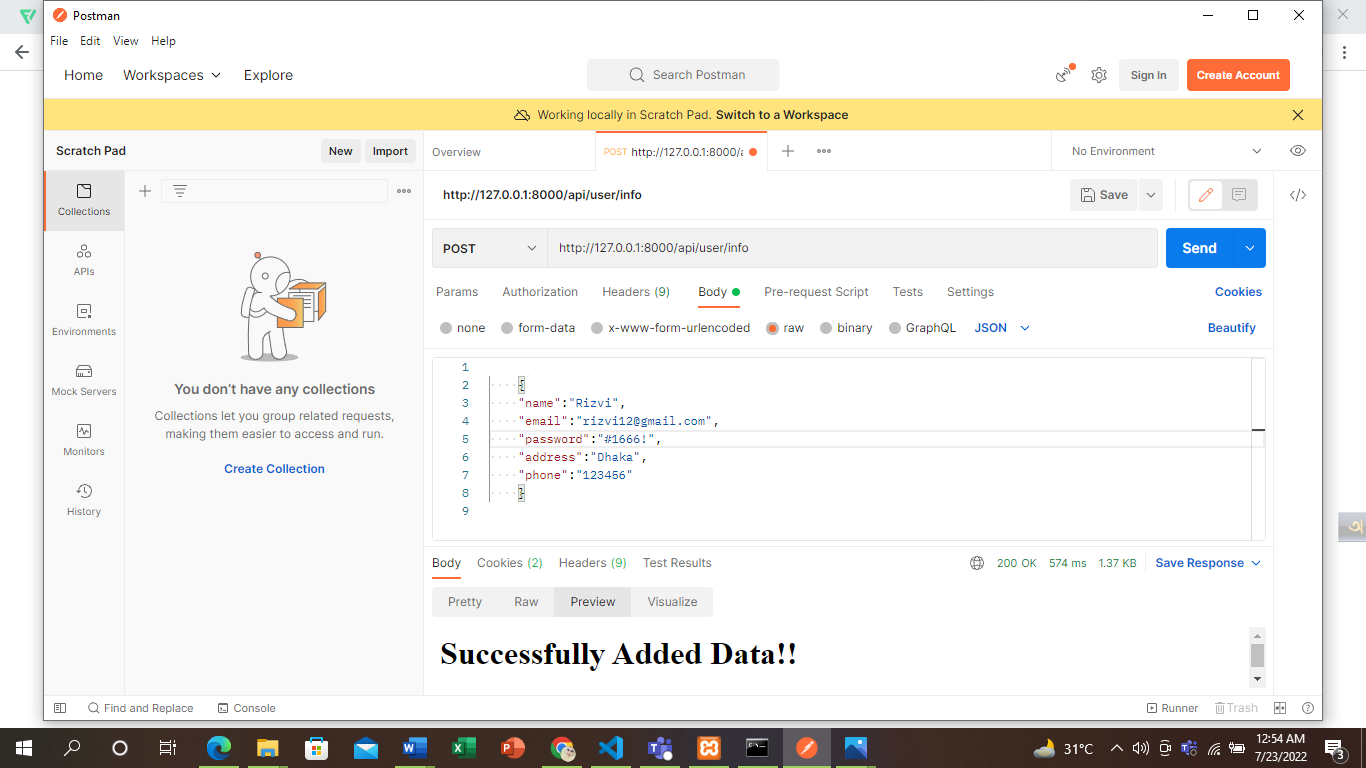 Postman
File Edit View Help
Home Workspaces Explore
Search Postman
Sign In
Create Account
Working locally in Scratch Pad. Switch to a Workspace
Scratch Pad
New
Import
Overview
POST http://127.0.0.1:8000/a
No Environment
Collections
APIs
Environments
Mock Servers
Monitors
History
You don't have any collections
Collections let you group related requests,
making them easier to access and run.
Create Collection
http://127.0.0.1:8000/api/user/info
Save
POST
http://127.0.0.1:8000/api/user/info
Send
Params Authorization Headers (9) Body Pre-request Script Tests Settings
Cookies
none form-data x-www-form-urlencoded raw binary GraphQL JSON
Beautify
1
2 {
3 "name":"Rizvi",
4 "email":"rizvi12@gmail.com",
5 "password":"#1666!",
6 "address":"Dhaka",
7 "phone":"123456"
8 }
9
Body Cookies (2) Headers (9) Test Results
200 OK 574 ms 1.37 KB
Save Response
Pretty Raw Preview Visualize
Successfully Added Data!!
Find and Replace Console
Runner Trash
31°C
12:54 AM
7/23/2022
3